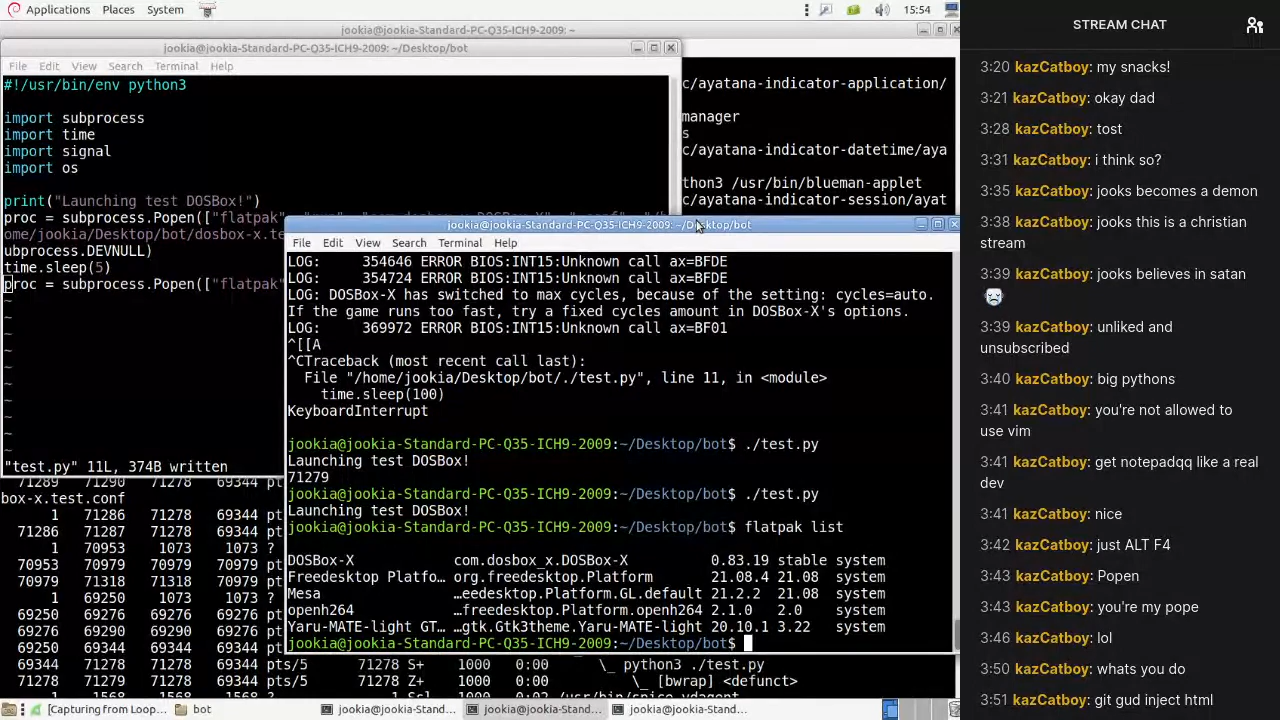 Applications Places System
15:54
jookia@jookia-Standard-PC-Q35-ICH9-2009: ~
jookia@jookia-Standard-PC-Q35-ICH9-2009: ~/Desktop/bot
File Edit View Search Terminal Help
#!/usr/bin/env python3
import subprocess
import time
import signal
import os
print("Launching test DOSBox!")
proc = subprocess.Popen(["flatpak"
ome/jookia/Desktop/bot/dosbox-x.te
ubprocess.DEVNULL)
time.sleep(5)
proc = subprocess.Popen(["flatpak"
~
~
~
~
~
~
~
~
~
"test.py" 11L, 374B written
c/ayatana-indicator-application/
manager
s
c/ayatana-indicator-datetime/aya
thon3 /usr/bin/blueman-applet
c/ayatana-indicator-session/ayat
jookia@jookia-Standard-PC-Q35-ICH9-2009: ~/Desktop/bot
File Edit View Search Terminal Help
LOG: 354646 ERROR BIOS:INT15:Unknown call ax=BFDE
LOG: 354724 ERROR BIOS:INT15:Unknown call ax=BFDE
LOG: DOSBox-X has switched to max cycles, because of the setting: cycles=auto.
If the game runs too fast, try a fixed cycles amount in DOSBox-X's options.
LOG: 369972 ERROR BIOS:INT15:Unknown call ax=BF01
^[[A
^CTraceback (most recent call last):
File "/home/jookia/Desktop/bot/./test.py", line 11, in <module>
time.sleep(100)
KeyboardInterrupt
jookia@jookia-Standard-PC-Q35-ICH9-2009:~/Desktop/bot$ ./test.py
Launching test DOSBox!
71279
jookia@jookia-Standard-PC-Q35-ICH9-2009:~/Desktop/bot$ ./test.py
Launching test DOSBox!
jookia@jookia-Standard-PC-Q35-ICH9-2009:~/Desktop/bot$ flatpak list
DOSBox-X com.dosbox_x.DOSBox-X 0.83.19 stable system
Freedesktop Platfo… org.freedesktop.Platform 21.08.4 21.08 system
Mesa …eedesktop.Platform.GL.default 21.2.2 21.08 system
openh264 …freedesktop.Platform.openh264 2.1.0 2.0 system
Yaru-MATE-light GT… …gtk.Gtk3theme.Yaru-MATE-light 20.10.1 3.22 system
jookia@jookia-Standard-PC-Q35-ICH9-2009:~/Desktop/bot$
71289 71290 71278 69344 pt
box-x.test.conf
1 71286 71278 69344 pt
71286 71287 71278 69344 pt
1 70953 1073 1073 ?
70953 70979 70979 70979 ?
70979 71318 71318 70979 ?
1 69250 1073 1073 ?
69250 69276 69276 69276 pt
69276 69290 69290 69276 pt
69250 69344 69344 69344 pt
69344 71278 71278 69344 pts/5 71278 S+ 1000 0:00 \_ python3 ./test.py
71278 71279 71278 69344 pts/5 71278 Z+ 1000 0:00 \_ [bwrap] <defunct>
[Capturing from Loop...
bot
jookia@jookia-Stand...
jookia@jookia-Stand...
jookia@jookia-Stand...
STREAM CHAT
3:20 kazCatboy: my snacks!
3:21 kazCatboy: okay dad
3:28 kazCatboy: tost
3:31 kazCatboy: i think so?
3:35 kazCatboy: jooks becomes a demon
3:38 kazCatboy: jooks this is a christian
stream
3:39 kazCatboy: jooks believes in satan
3:39 kazCatboy: unliked and
unsubscribed
3:40 kazCatboy: big pythons
3:41 kazCatboy: you're not allowed to
use vim
3:41 kazCatboy: get notepadqq like a real
dev
3:41 kazCatboy: nice
3:42 kazCatboy: just ALT F4
3:43 kazCatboy: Popen
3:43 kazCatboy: you're my pope
3:46 kazCatboy: lol
3:50 kazCatboy: whats you do
3:51 kazCatboy: git gud inject html